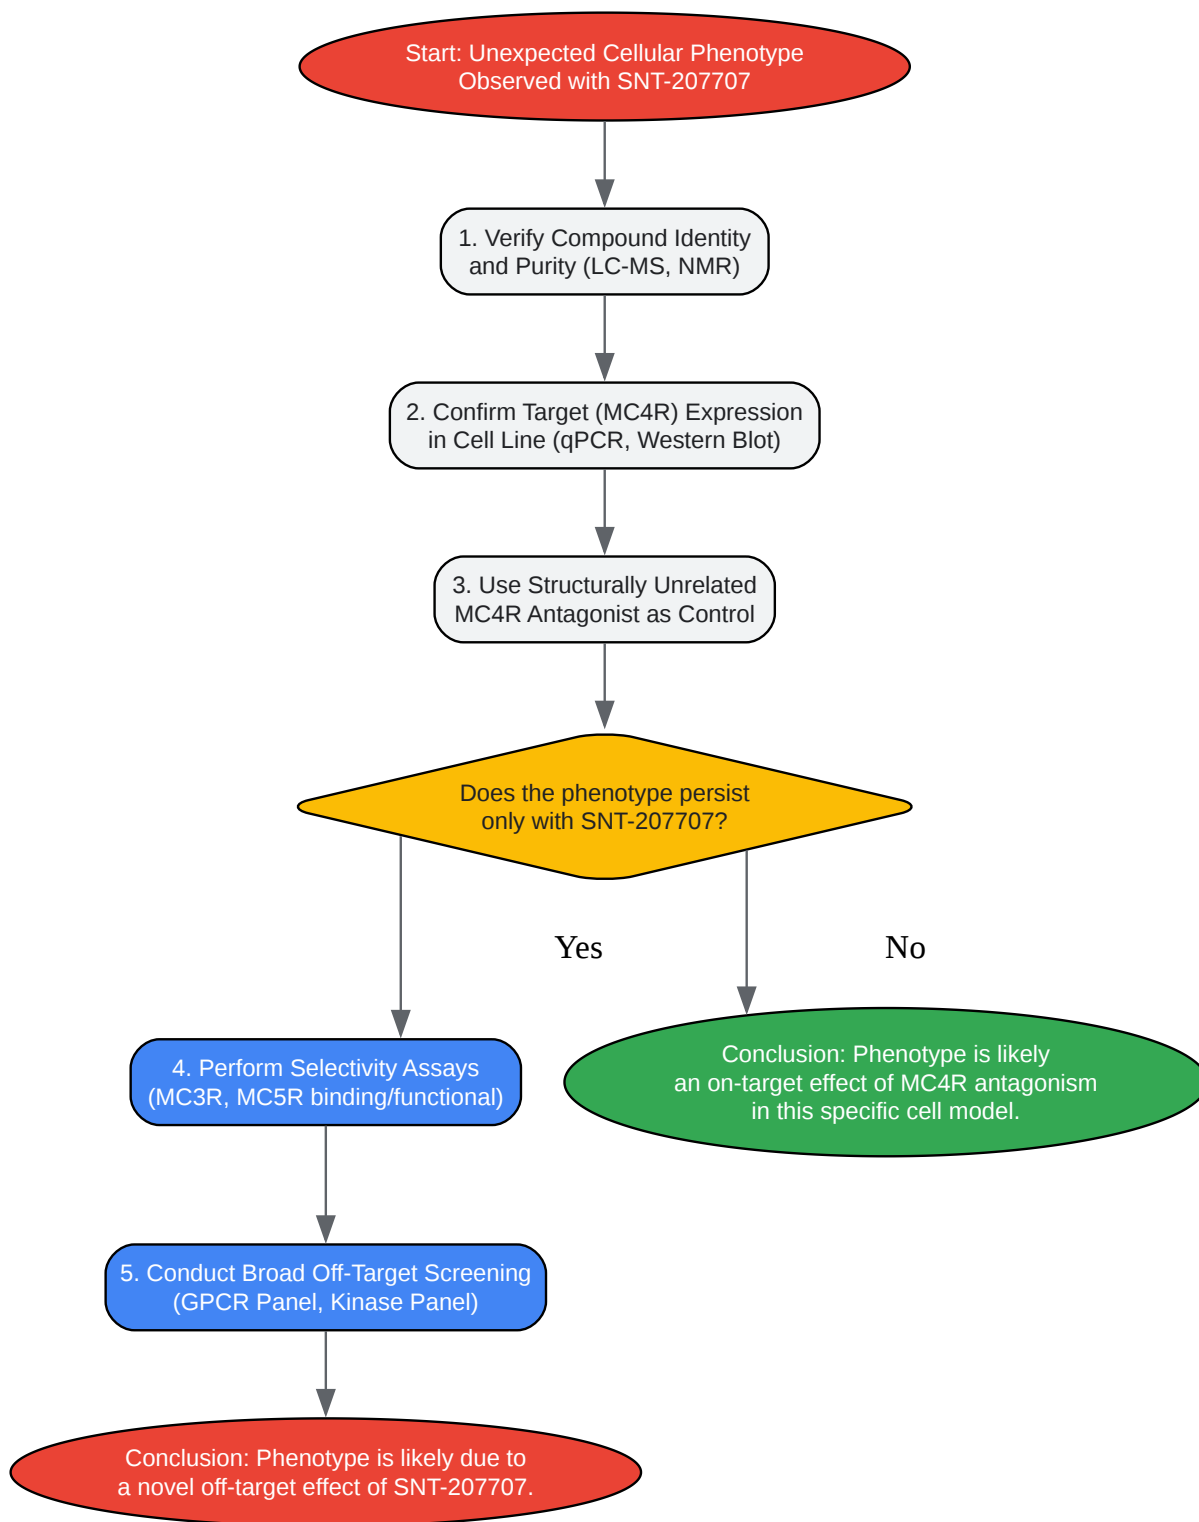 Start: Unexpected Cellular Phenotype
Observed with SNT-207707
1. Verify Compound Identity
and Purity (LC-MS, NMR)
2. Confirm Target (MC4R) Expression
in Cell Line (qPCR, Western Blot)
3. Use Structurally Unrelated
MC4R Antagonist as Control
Does the phenotype persist
only with SNT-207707?
Yes
No
4. Perform Selectivity Assays
(MC3R, MC5R binding/functional)
Conclusion: Phenotype is likely
an on-target effect of MC4R antagonism
in this specific cell model.
5. Conduct Broad Off-Target Screening
(GPCR Panel, Kinase Panel)
Conclusion: Phenotype is likely due to
a novel off-target effect of SNT-207707.